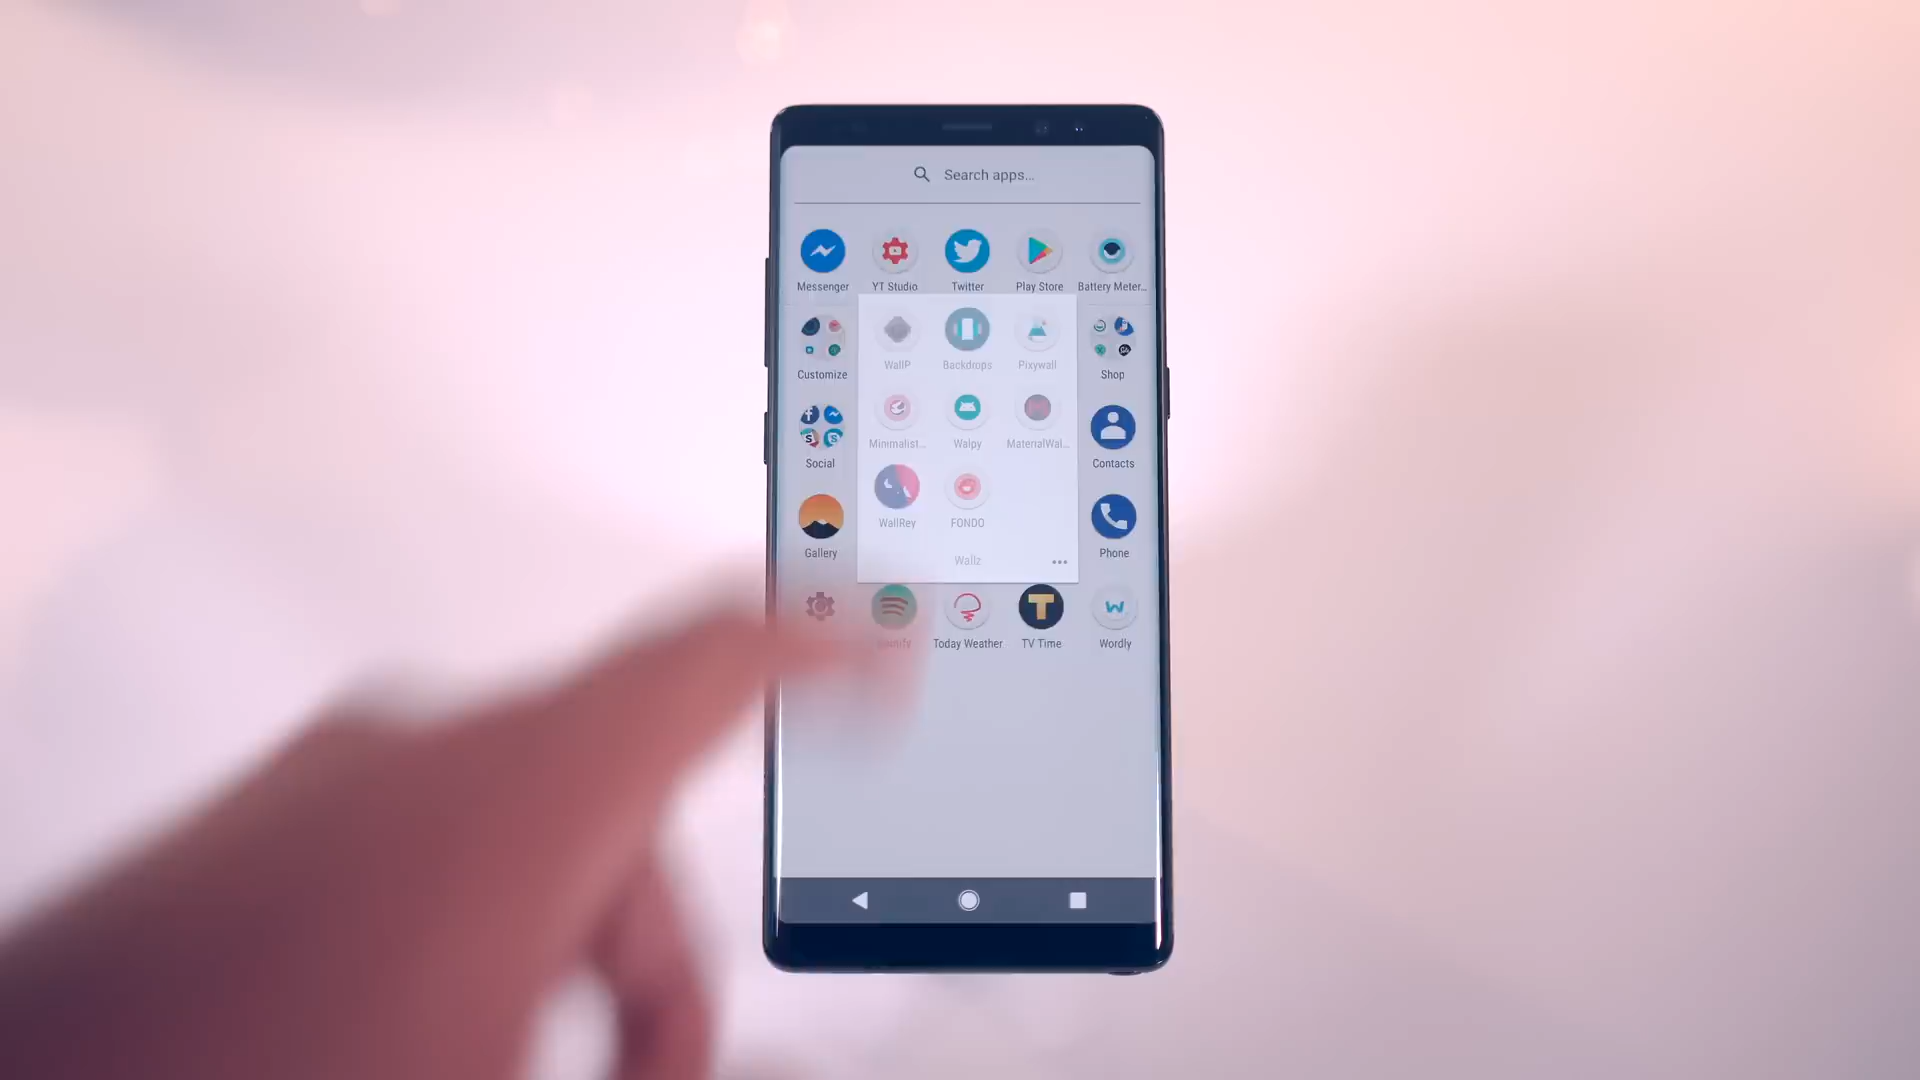 Search apps...
Messenger
YT Studio
Twitter
Play Store
Battery Meter...
Customize
WallP
Backdrops
Pixywall
Shop
Social
Minimalist...
Walpy
MaterialWal...
Contacts
Gallery
WallRey
FONDO
Phone
Wallz
Today Weather
TV Time
Wordly